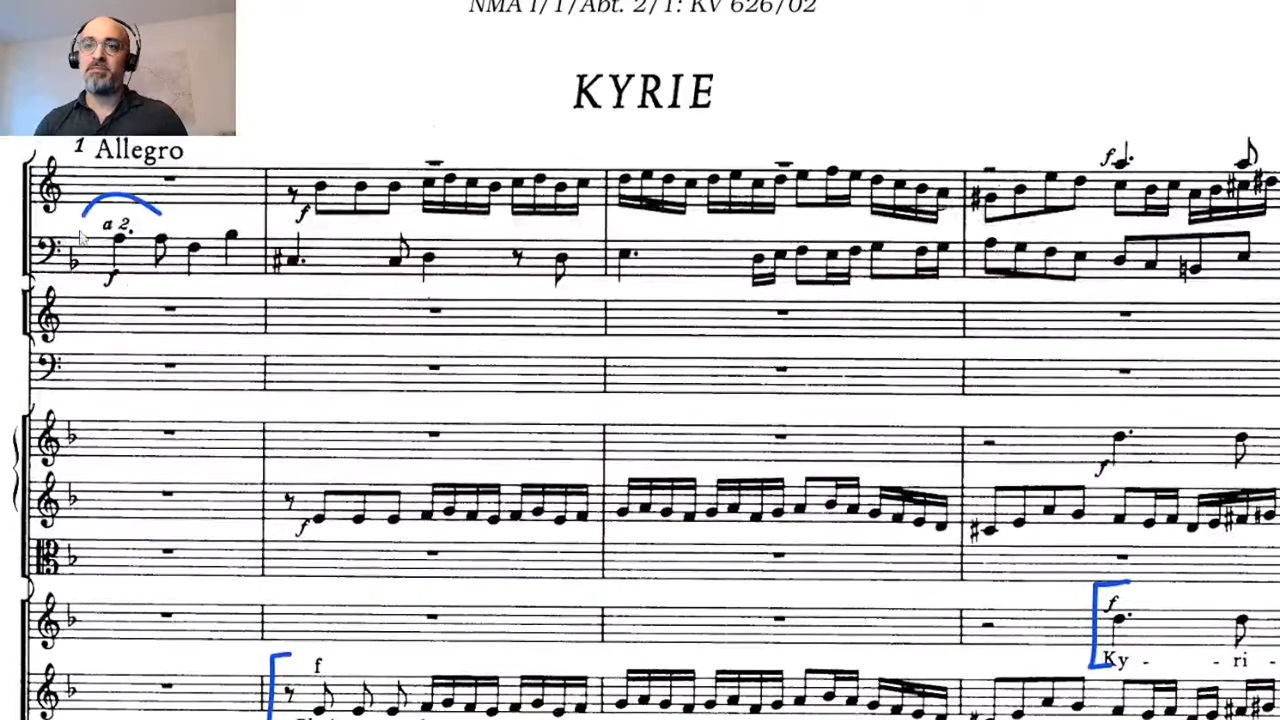 NMA I/1/Abt. 2/1: KV 626/02
KYRIE
1 Allegro
f
a 2.
f
f
f
f
f
Ky - - ri -
f